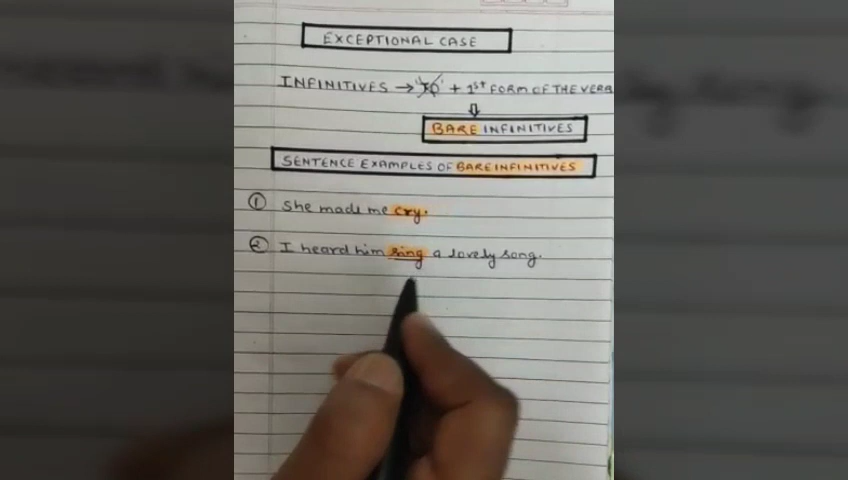 EXCEPTIONAL CASE
INFINITIVES → "TO" + 1ST FORM OF THE VERB
BARE INFINITIVES
SENTENCE EXAMPLES OF BARE INFINITIVES
① She made me cry.
② I heard him sing a lovely song.